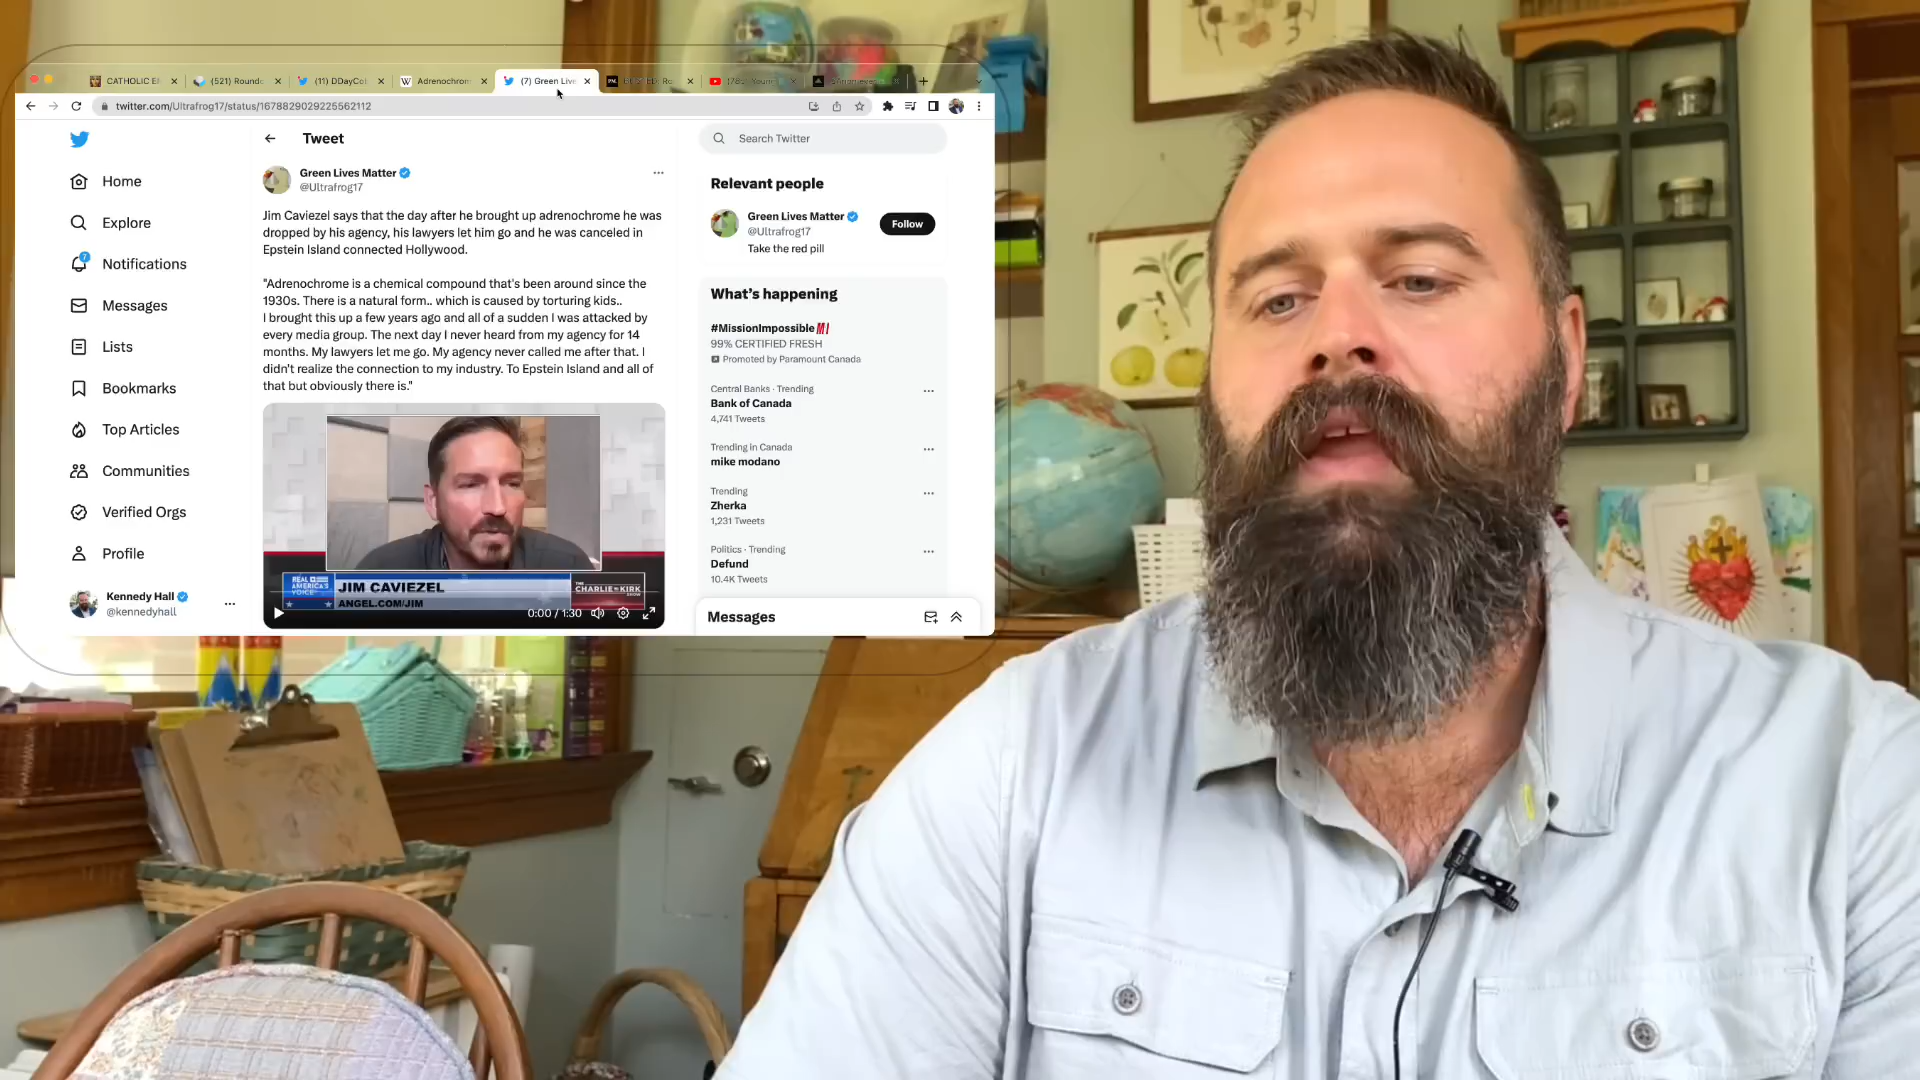 CATHOLIC E
(521) Round
(11) DDayCo
Adrenochrom
(7) Green Live
twitter.com/Ultrafrog17/status/1678829029225562112
Tweet
Search Twitter
Home
Explore
7
Notifications
Messages
Lists
Bookmarks
Top Articles
Communities
Verified Orgs
Profile
Kennedy Hall
@kennedyhall
Green Lives Matter
@Ultrafrog17
Jim Caviezel says that the day after he brought up adrenochrome he was
dropped by his agency, his lawyers let him go and he was canceled in
Epstein Island connected Hollywood.
"Adrenochrome is a chemical compound that's been around since the
1930s. There is a natural form.. which is caused by torturing kids..
I brought this up a few years ago and all of a sudden I was attacked by
every media group. The next day I never heard from my agency for 14
months. My lawyers let me go. My agency never called me after that. I
didn't realize the connection to my industry. To Epstein Island and all of
that but obviously there is."
REAL AMERICA'S VOICE
JIM CAVIEZEL
ANGEL.COM/JIM
THE CHARLIE KIRK SHOW
0:00 / 1:30
Relevant people
Green Lives Matter
@Ultrafrog17
Follow
Take the red pill
What's happening
#MissionImpossible
99% CERTIFIED FRESH
Promoted by Paramount Canada
Central Banks · Trending
Bank of Canada
4,741 Tweets
Trending in Canada
mike modano
Trending
Zherka
1,231 Tweets
Politics · Trending
Defund
10.4K Tweets
Messages